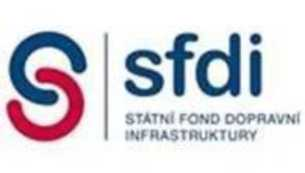 sfdi
STÁTNÍ FOND DOPRAVNÍ
INFRASTRUKTURY